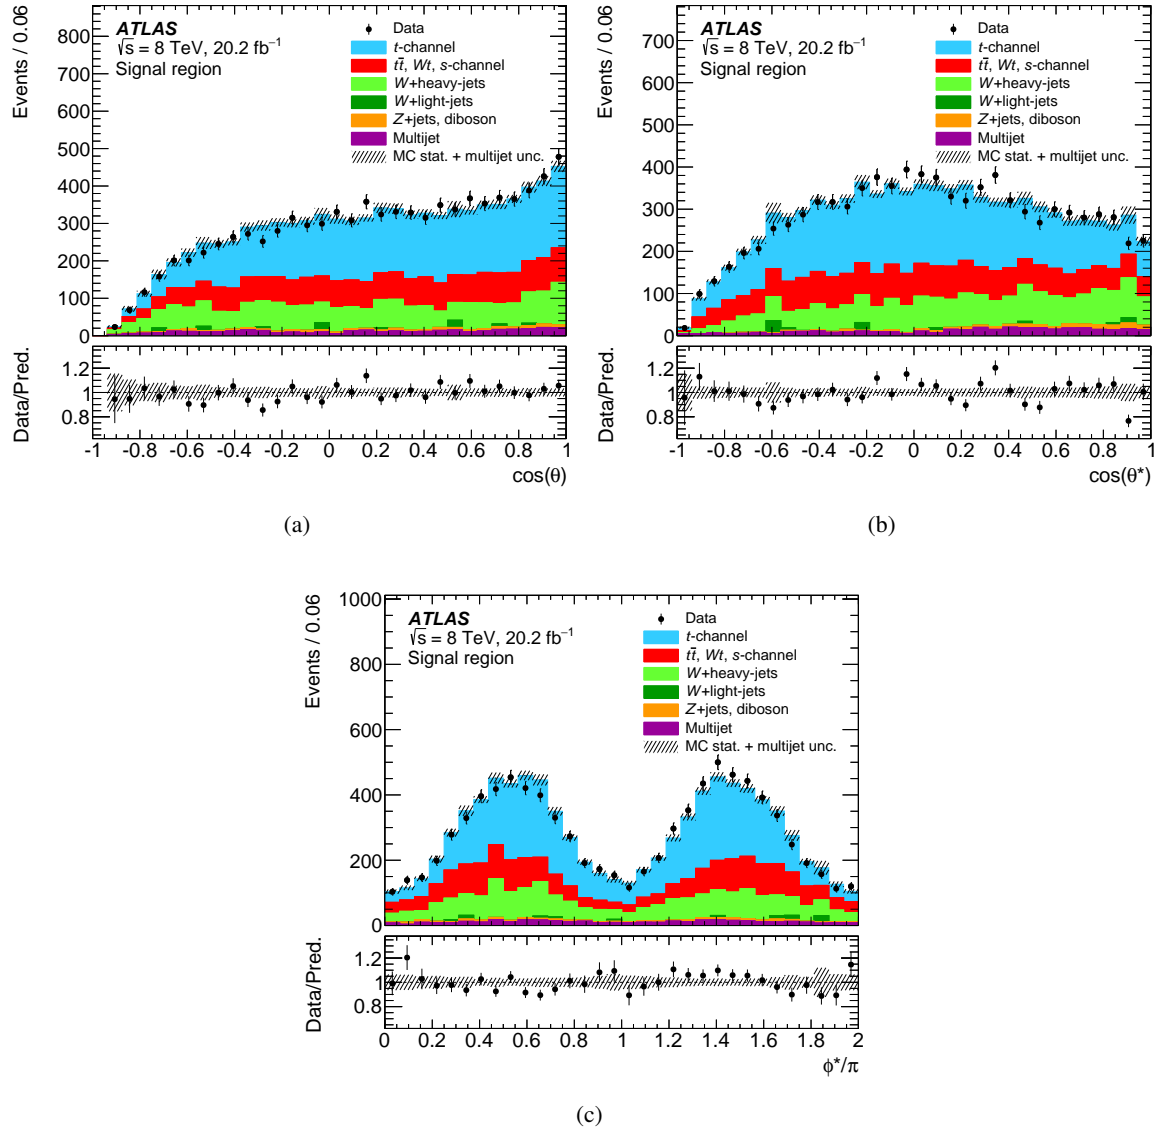 ATLAS
√s = 8 TeV, 20.2 fb⁻¹
Signal region
Data
t-channel
tt̄, Wt, s-channel
W+heavy-jets
W+light-jets
Z+jets, diboson
Multijet
MC stat. + multijet unc.
Events / 0.06
800
700
600
500
400
300
200
100
0
Data/Pred.
1.2
1
0.8
-1 -0.8 -0.6 -0.4 -0.2 0 0.2 0.4 0.6 0.8 1
cos(θ)
(a)
ATLAS
√s = 8 TeV, 20.2 fb⁻¹
Signal region
Data
t-channel
tt̄, Wt, s-channel
W+heavy-jets
W+light-jets
Z+jets, diboson
Multijet
MC stat. + multijet unc.
Events / 0.06
700
600
500
400
300
200
100
0
Data/Pred.
1.2
1
0.8
-1 -0.8 -0.6 -0.4 -0.2 0 0.2 0.4 0.6 0.8 1
cos(θ*)
(b)
ATLAS
√s = 8 TeV, 20.2 fb⁻¹
Signal region
Data
t-channel
tt̄, Wt, s-channel
W+heavy-jets
W+light-jets
Z+jets, diboson
Multijet
MC stat. + multijet unc.
Events / 0.06
1000
800
600
400
200
0
Data/Pred.
1.2
1
0.8
0 0.2 0.4 0.6 0.8 1 1.2 1.4 1.6 1.8 2
ϕ*/π
(c)